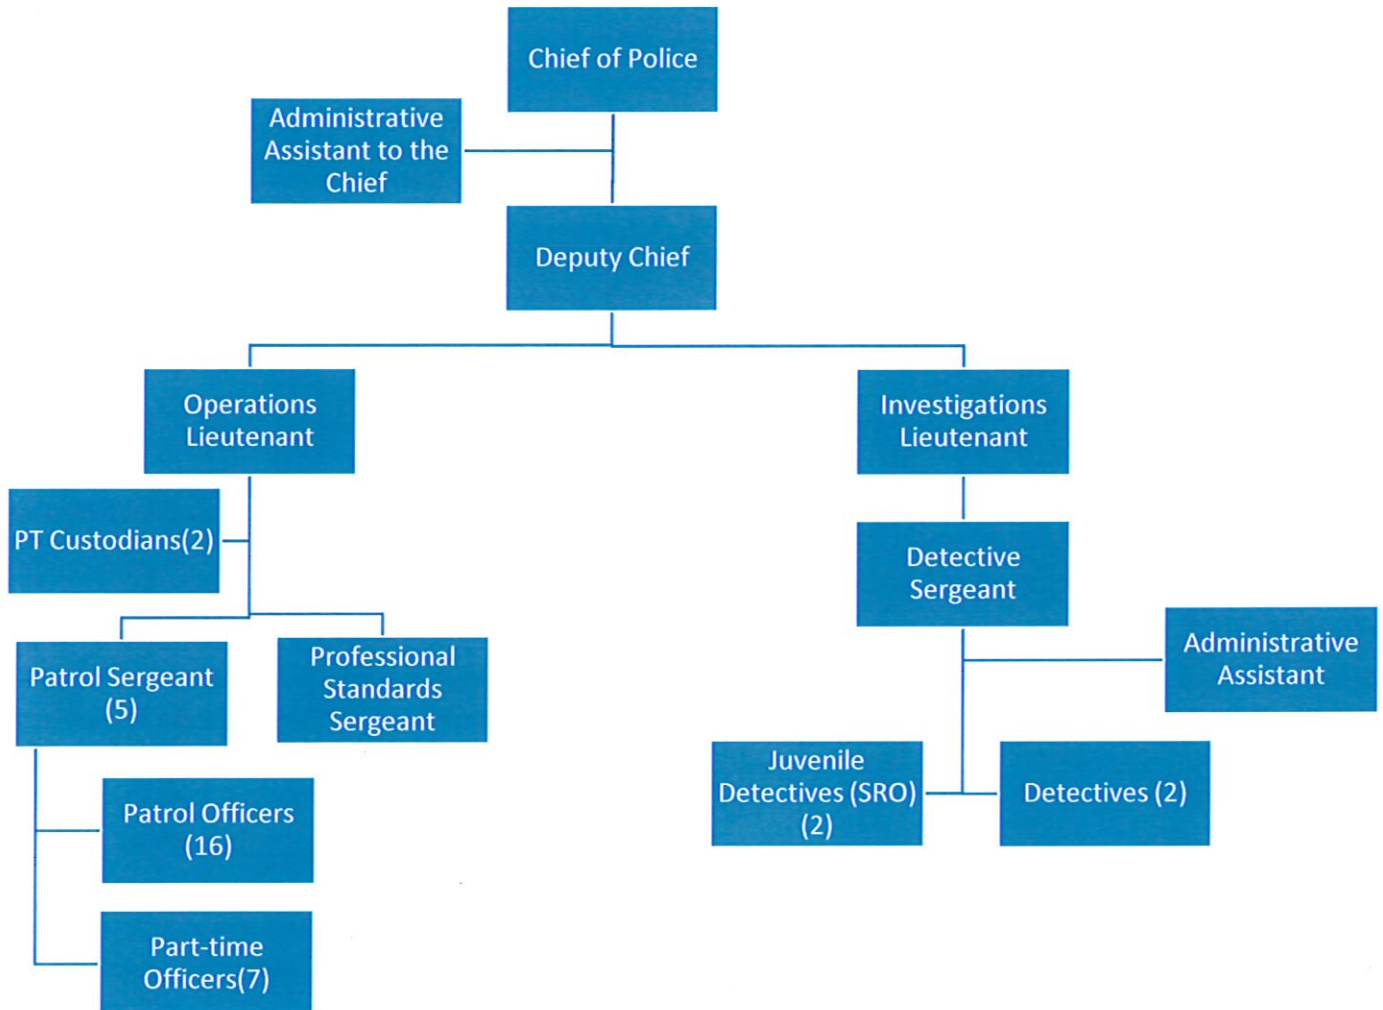 Chief of Police
Administrative
Assistant to the
Chief
Deputy Chief
Operations
Lieutenant
Investigations
Lieutenant
PT Custodians(2)
Detective
Sergeant
Patrol Sergeant
(5)
Professional
Standards
Sergeant
Administrative
Assistant
Juvenile
Detectives (SRO)
(2)
Detectives (2)
Patrol Officers
(16)
Part-time
Officers(7)